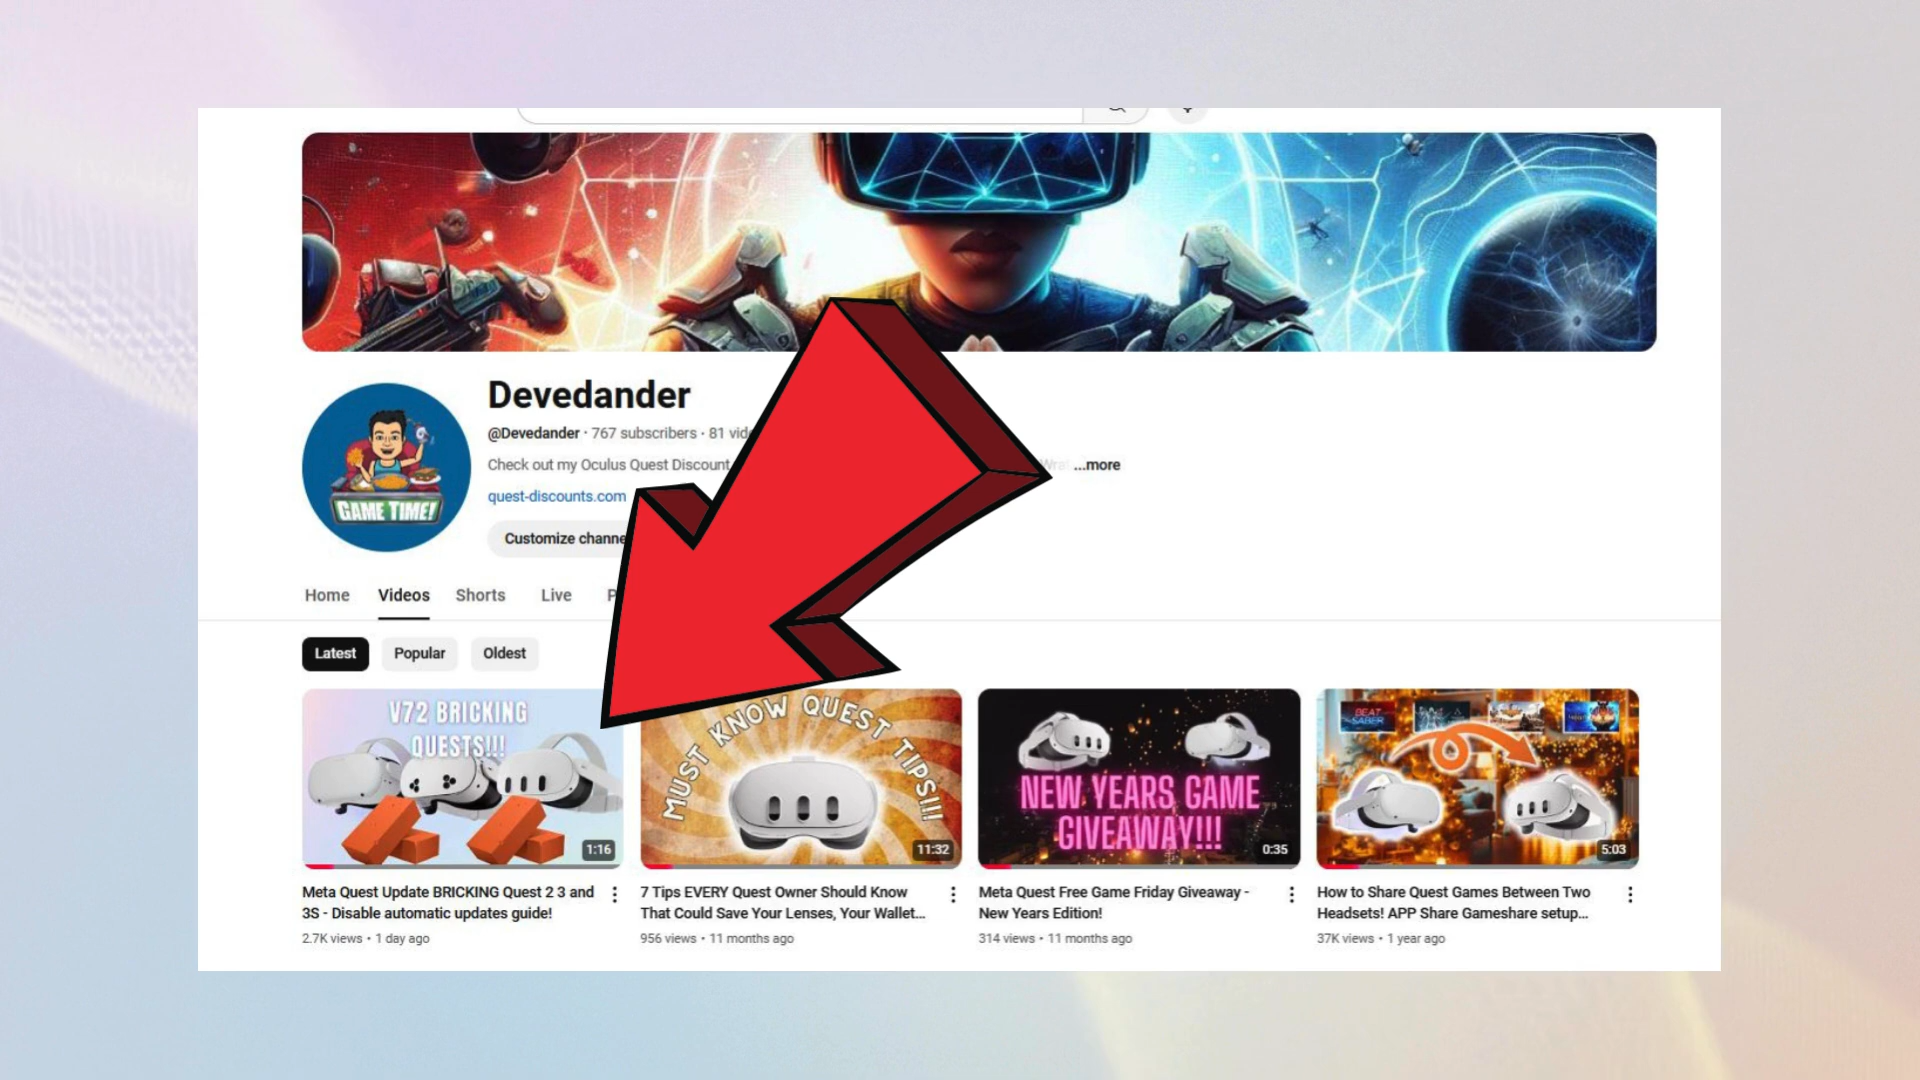 Devedander
@Devedander · 767 subscribers · 81
Check out my Oculus Quest Discount ...more
quest-discounts.com
Customize
GAME TIME!
Home Videos Shorts Live
Latest Popular Oldest
V72 BRICKING
QUESTS!!!
1:16
MUST KNOW QUEST TIPS!!!
11:32
NEW YEARS GAME
GIVEAWAY!!!
0:35
BEAT
SABER
5:03
Meta Quest Update BRICKING Quest 2 3 and
3S - Disable automatic updates guide!
2.7K views • 1 day ago
7 Tips EVERY Quest Owner Should Know
That Could Save Your Lenses, Your Wallet...
956 views • 11 months ago
Meta Quest Free Game Friday Giveaway -
New Years Edition!
314 views • 11 months ago
How to Share Quest Games Between Two
Headsets! APP Share Gameshare setup...
37K views • 1 year ago